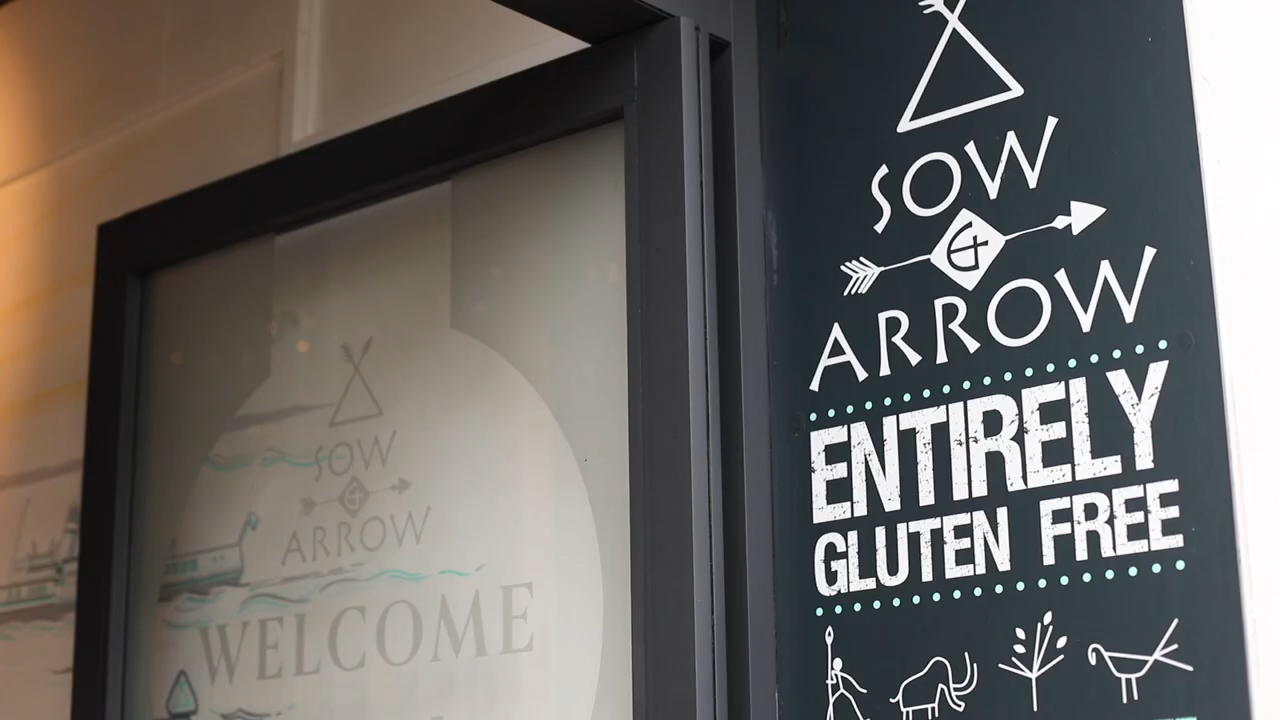 SOW
&
ARROW
WELCOME
SOW
&
ARROW
ENTIRELY
GLUTEN FREE